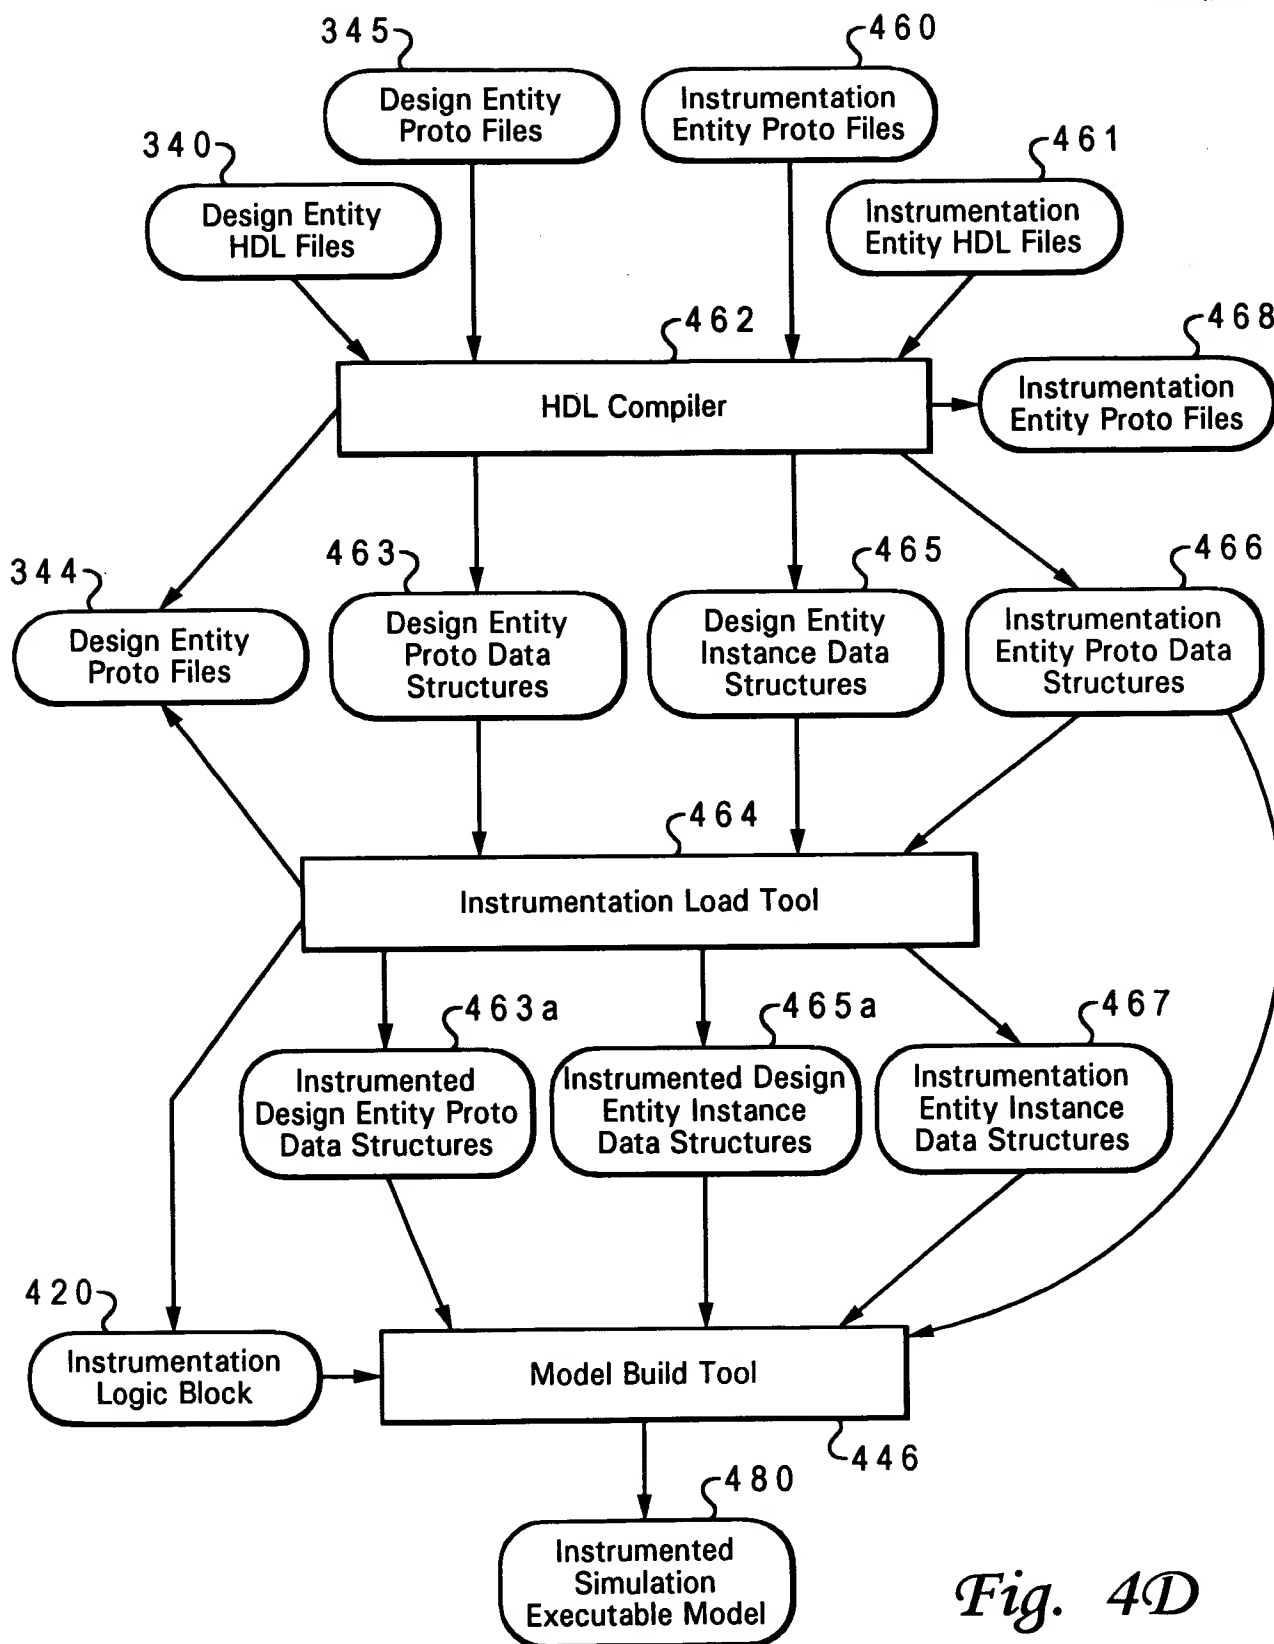 345
460
Design Entity
Proto Files
Instrumentation
Entity Proto Files
340
461
Design Entity
HDL Files
Instrumentation
Entity HDL Files
462
468
HDL Compiler
Instrumentation
Entity Proto Files
463
465
466
344
Design Entity
Proto Files
Design Entity
Proto Data
Structures
Design Entity
Instance Data
Structures
Instrumentation
Entity Proto Data
Structures
464
Instrumentation Load Tool
463a
465a
467
Instrumented
Design Entity Proto
Data Structures
Instrumented Design
Entity Instance
Data Structures
Instrumentation
Entity Instance
Data Structures
420
Instrumentation
Logic Block
Model Build Tool
446
480
Instrumented
Simulation
Executable Model
Fig. 4D